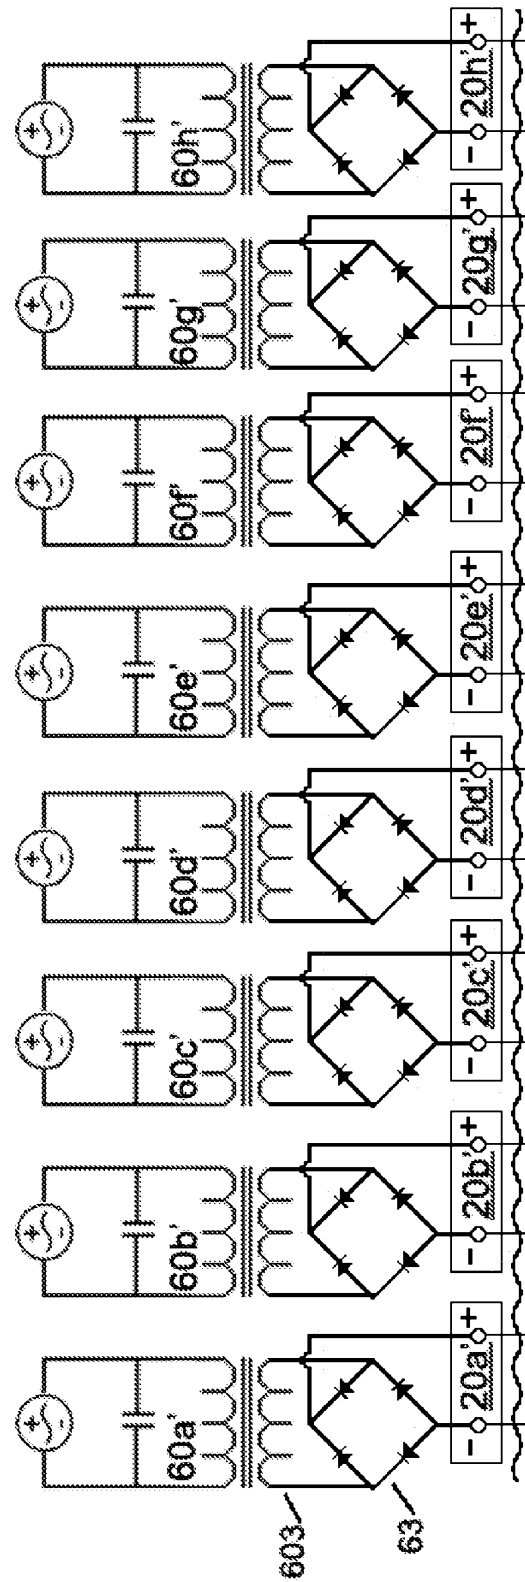 + - + - + - + - + - + - + - + -
60a' 60b' 60c' 60d' 60e' 60f' 60g' 60h'
603
63
- 20a' + - 20b' + - 20c' + - 20d' + - 20e' + - 20f + - 20g' + - 20h' +